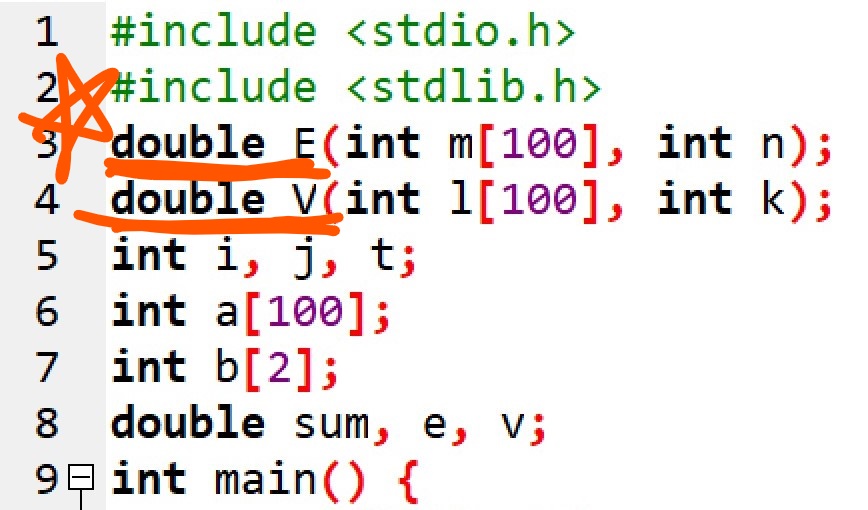 1 #include <stdio.h>
2 #include <stdlib.h>
3 double E(int m[100], int n);
4 double V(int l[100], int k);
5 int i, j, t;
6 int a[100];
7 int b[2];
8 double sum, e, v;
9 int main() {